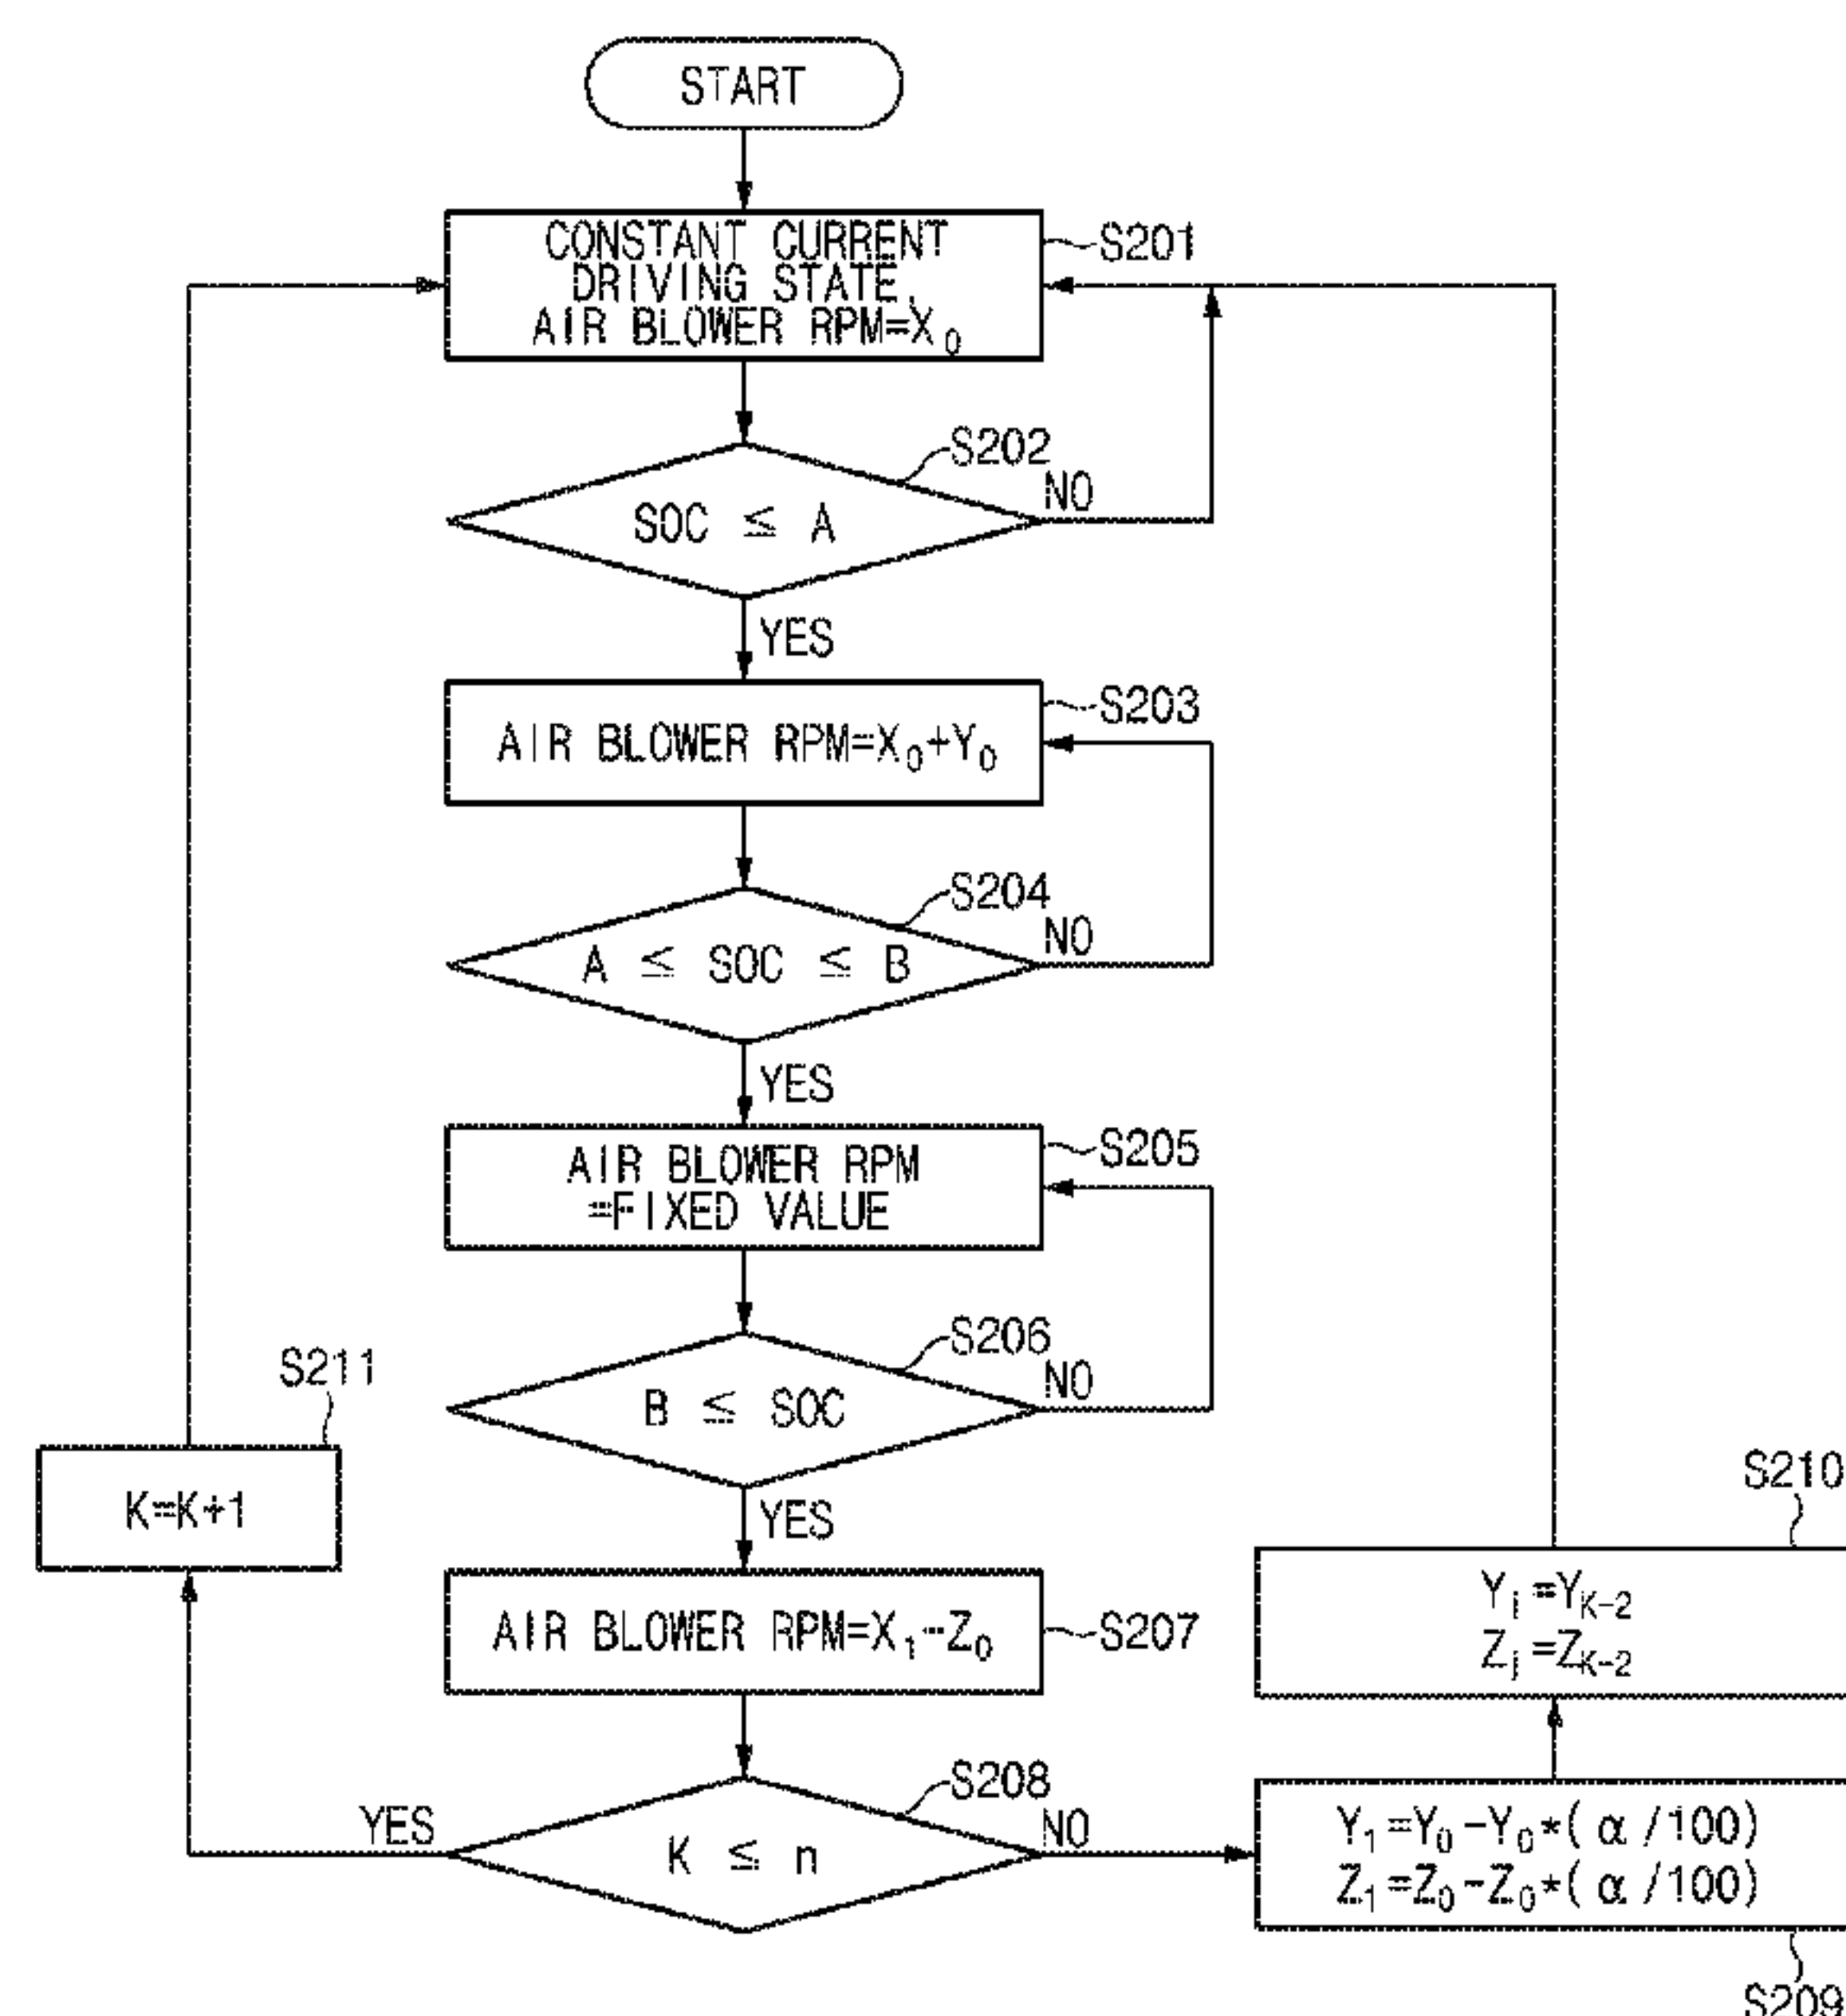 START
CONSTANT CURRENT
DRIVING STATE,
AIR BLOWER RPM=X₀
S201
S202
SOC ≤ A
NO
YES
AIR BLOWER RPM=X₀+Y₀
S203
S204
A ≤ SOC ≤ B
NO
YES
AIR BLOWER RPM
=FIXED VALUE
S205
S206
B ≤ SOC
NO
YES
S211
K=K+1
AIR BLOWER RPM=X₁-Z₀
S207
S208
K ≤ n
YES
NO
S210
Yᵢ=Y_K-2
Zⱼ=Z_K-2
Y₁=Y₀-Y₀*(α/100)
Z₁=Z₀-Z₀*(α/100)
S209